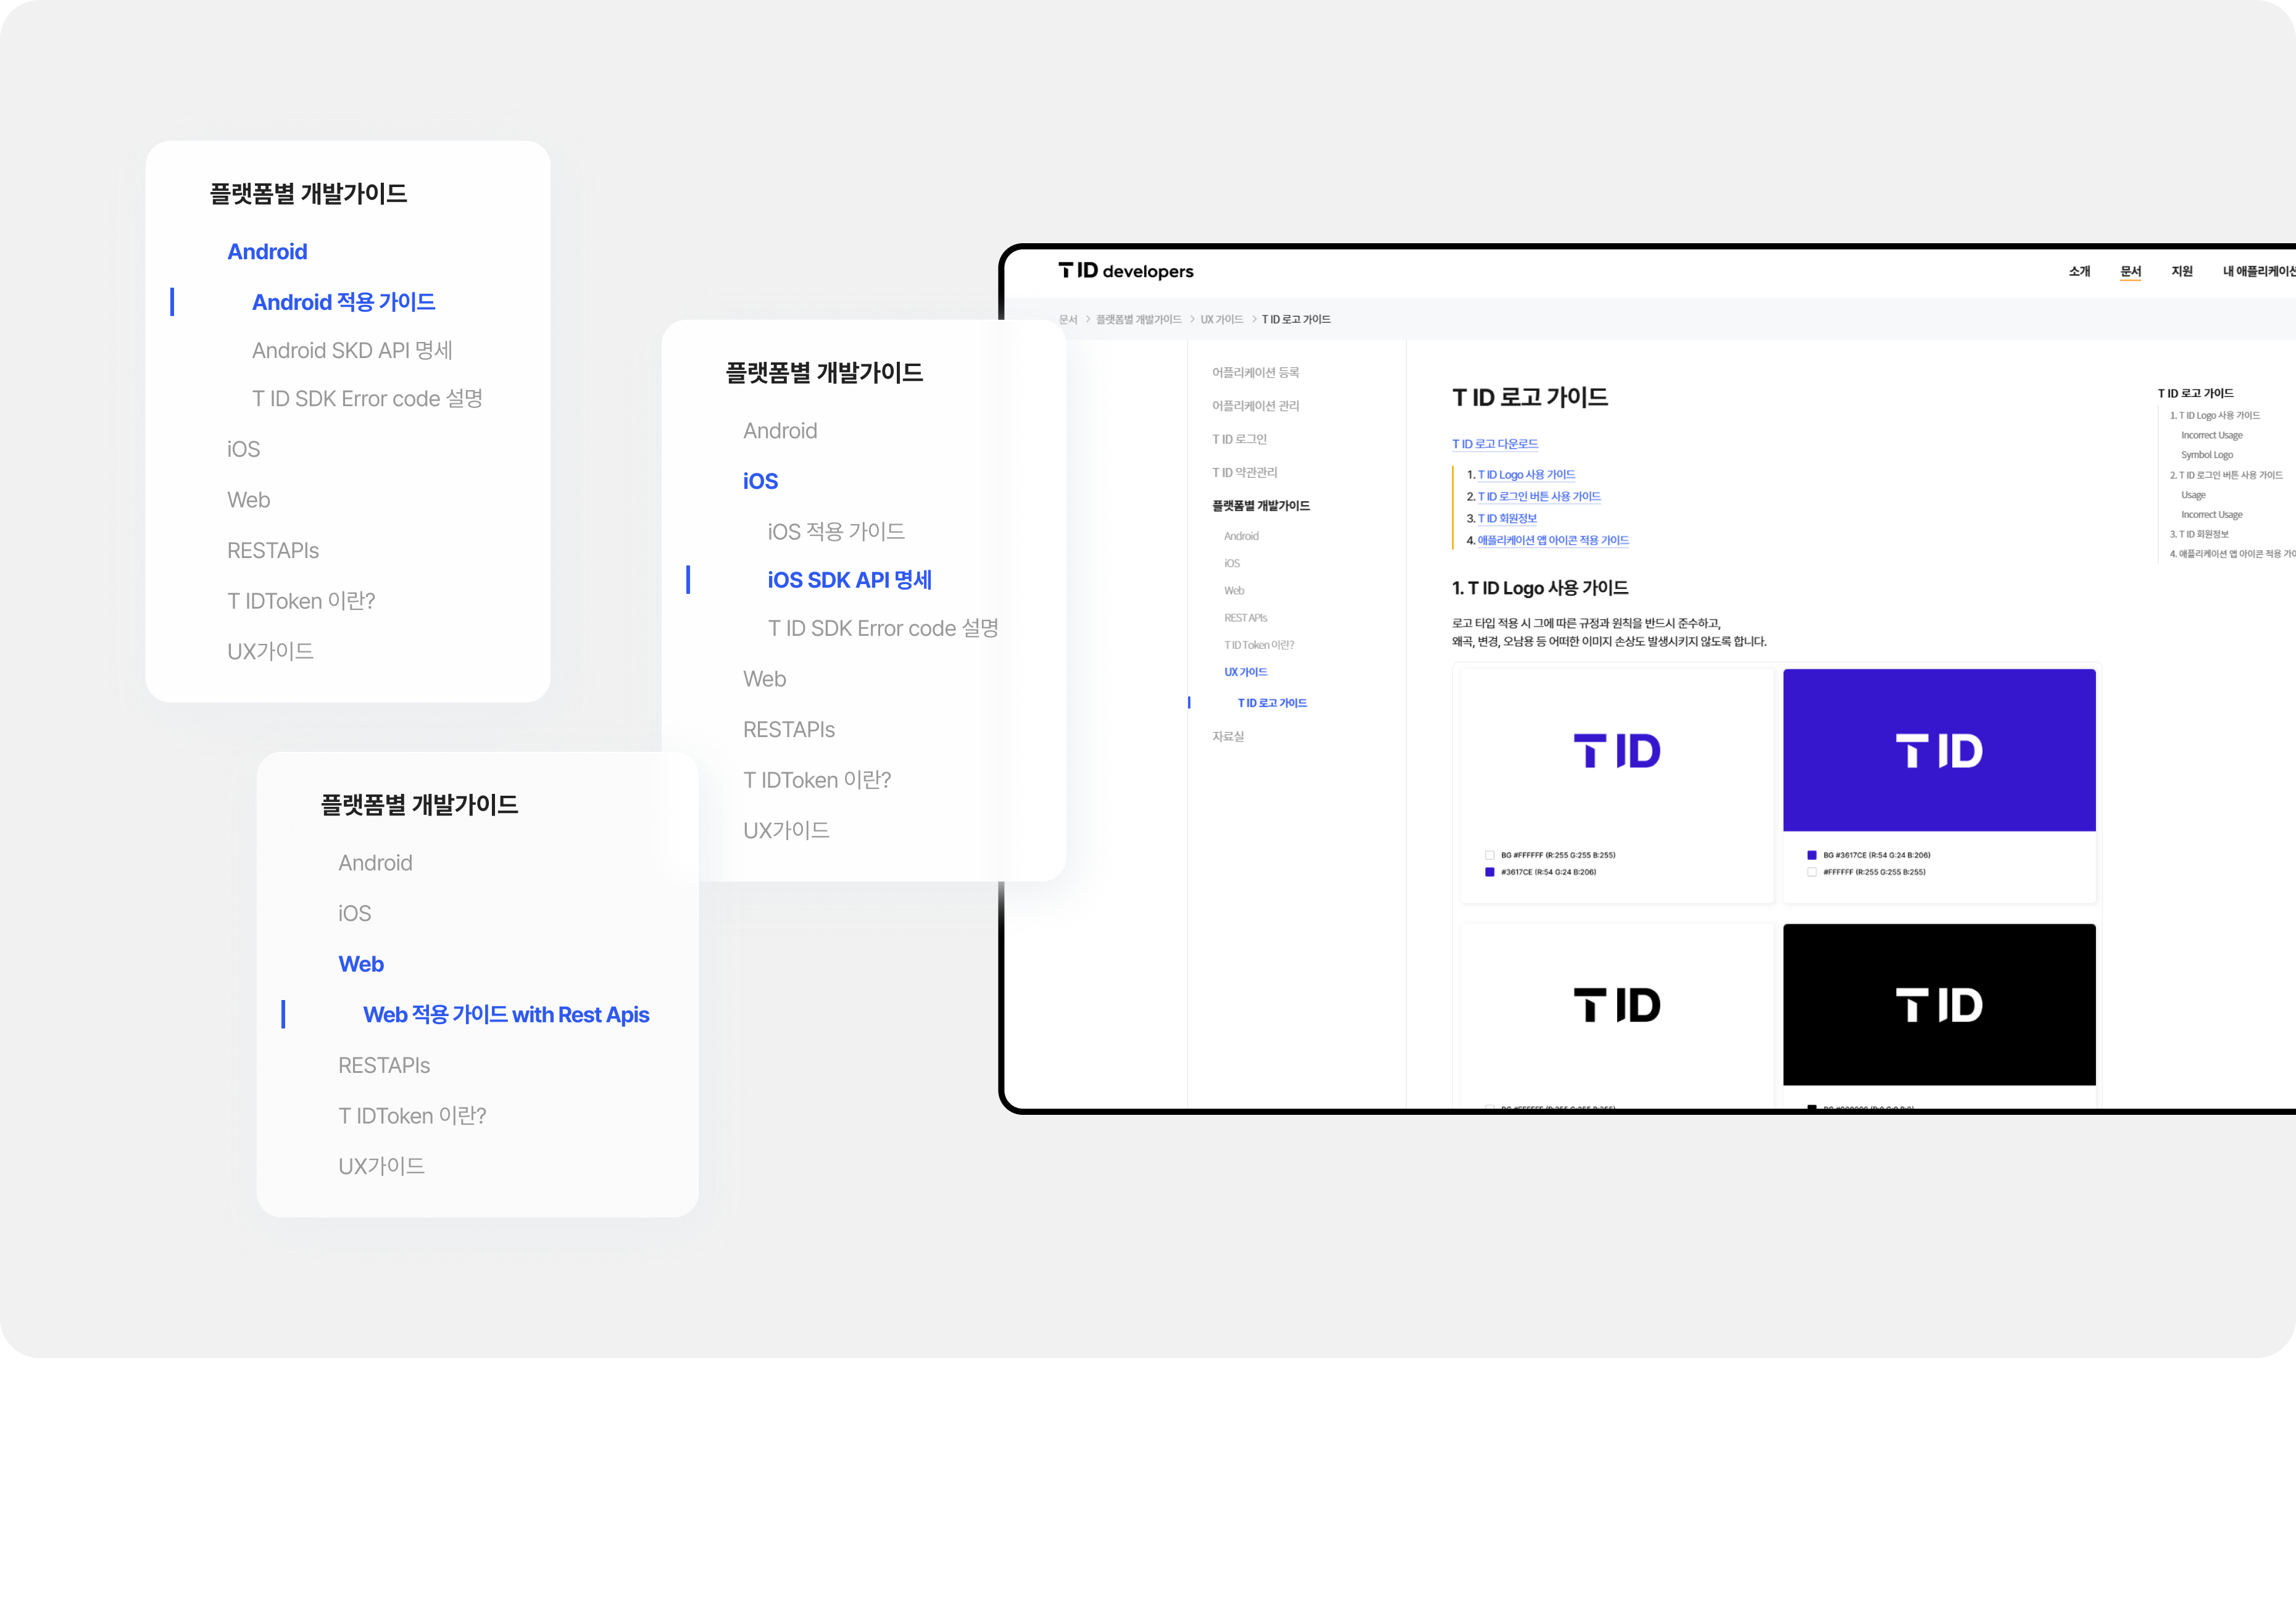 플랫폼별 개발가이드
Android
Android 적용 가이드
Android SKD API 명세
T ID SDK Error code 설명
iOS
Web
RESTAPIs
T IDToken 이란?
UX가이드
플랫폼별 개발가이드
Android
iOS
iOS 적용 가이드
iOS SDK API 명세
T ID SDK Error code 설명
Web
RESTAPIs
T IDToken 이란?
UX가이드
플랫폼별 개발가이드
Android
iOS
Web
Web 적용 가이드 with Rest Apis
RESTAPIs
T IDToken 이란?
UX가이드
T ID developers
소개 문서 지원 내 애플리케이션
문서 > 플랫폼별 개발가이드 > UX 가이드 > T ID 로고 가이드
어플리케이션 등록
어플리케이션 관리
T ID 로그인
T ID 약관관리
플랫폼별 개발가이드
Android
iOS
Web
REST APIs
T ID Token 이란?
UX 가이드
T ID 로고 가이드
자료실
T ID 로고 가이드
T ID 로고 다운로드
1. T ID Logo 사용 가이드
2. T ID 로그인 버튼 사용 가이드
3. T ID 회원정보
4. 애플리케이션 앱 아이콘 적용 가이드
1. T ID Logo 사용 가이드
로고 타입 적용 시 그에 따른 규정과 원칙을 반드시 준수하고,
왜곡, 변경, 오남용 등 어떠한 이미지 손상도 발생시키지 않도록 합니다.
T ID
BG #FFFFFF (R:255 G:255 B:255)
#3617CE (R:54 G:24 B:206)
T ID
BG #3617CE (R:54 G:24 B:206)
#FFFFFF (R:255 G:255 B:255)
T ID
T ID
T ID 로고 가이드
1. T ID Logo 사용 가이드
Incorrect Usage
Symbol Logo
2. T ID 로그인 버튼 사용 가이드
Usage
Incorrect Usage
3. T ID 회원정보
4. 애플리케이션 앱 아이콘 적용